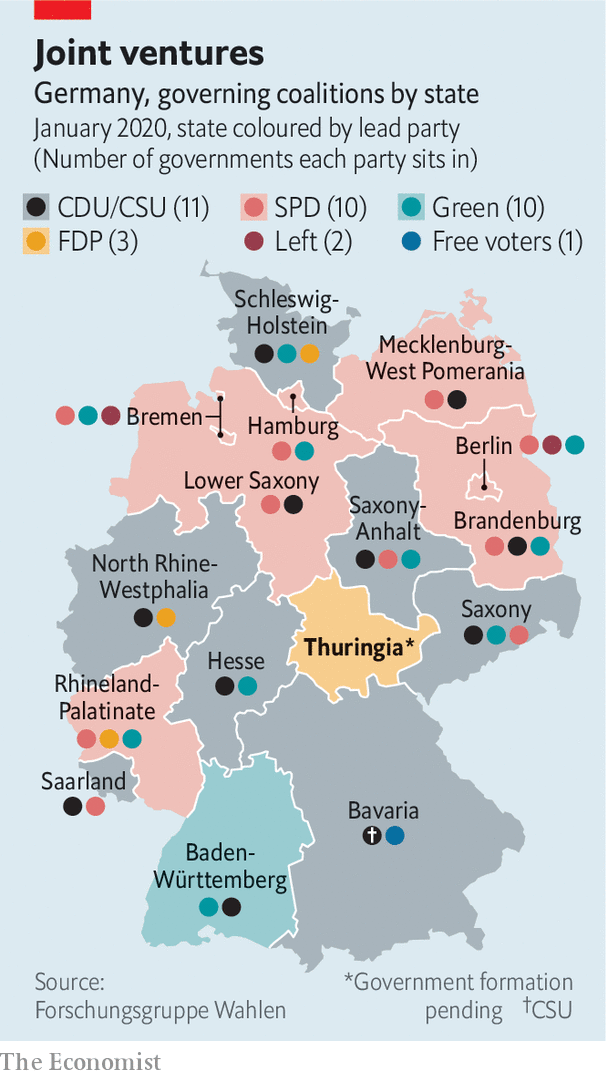 Joint ventures
Germany, governing coalitions by state
January 2020, state coloured by lead party
(Number of governments each party sits in)
CDU/CSU (11) SPD (10) Green (10)
FDP (3) Left (2) Free voters (1)
Schleswig-
Holstein
Mecklenburg-
West Pomerania
Bremen
Hamburg
Berlin
Lower Saxony
Saxony-
Anhalt
Brandenburg
North Rhine-
Westphalia
Saxony
Thuringia*
Hesse
Rhineland-
Palatinate
Saarland
Bavaria
†
Baden-
Württemberg
Source:
Forschungsgruppe Wahlen
*Government formation
pending †CSU
The Economist